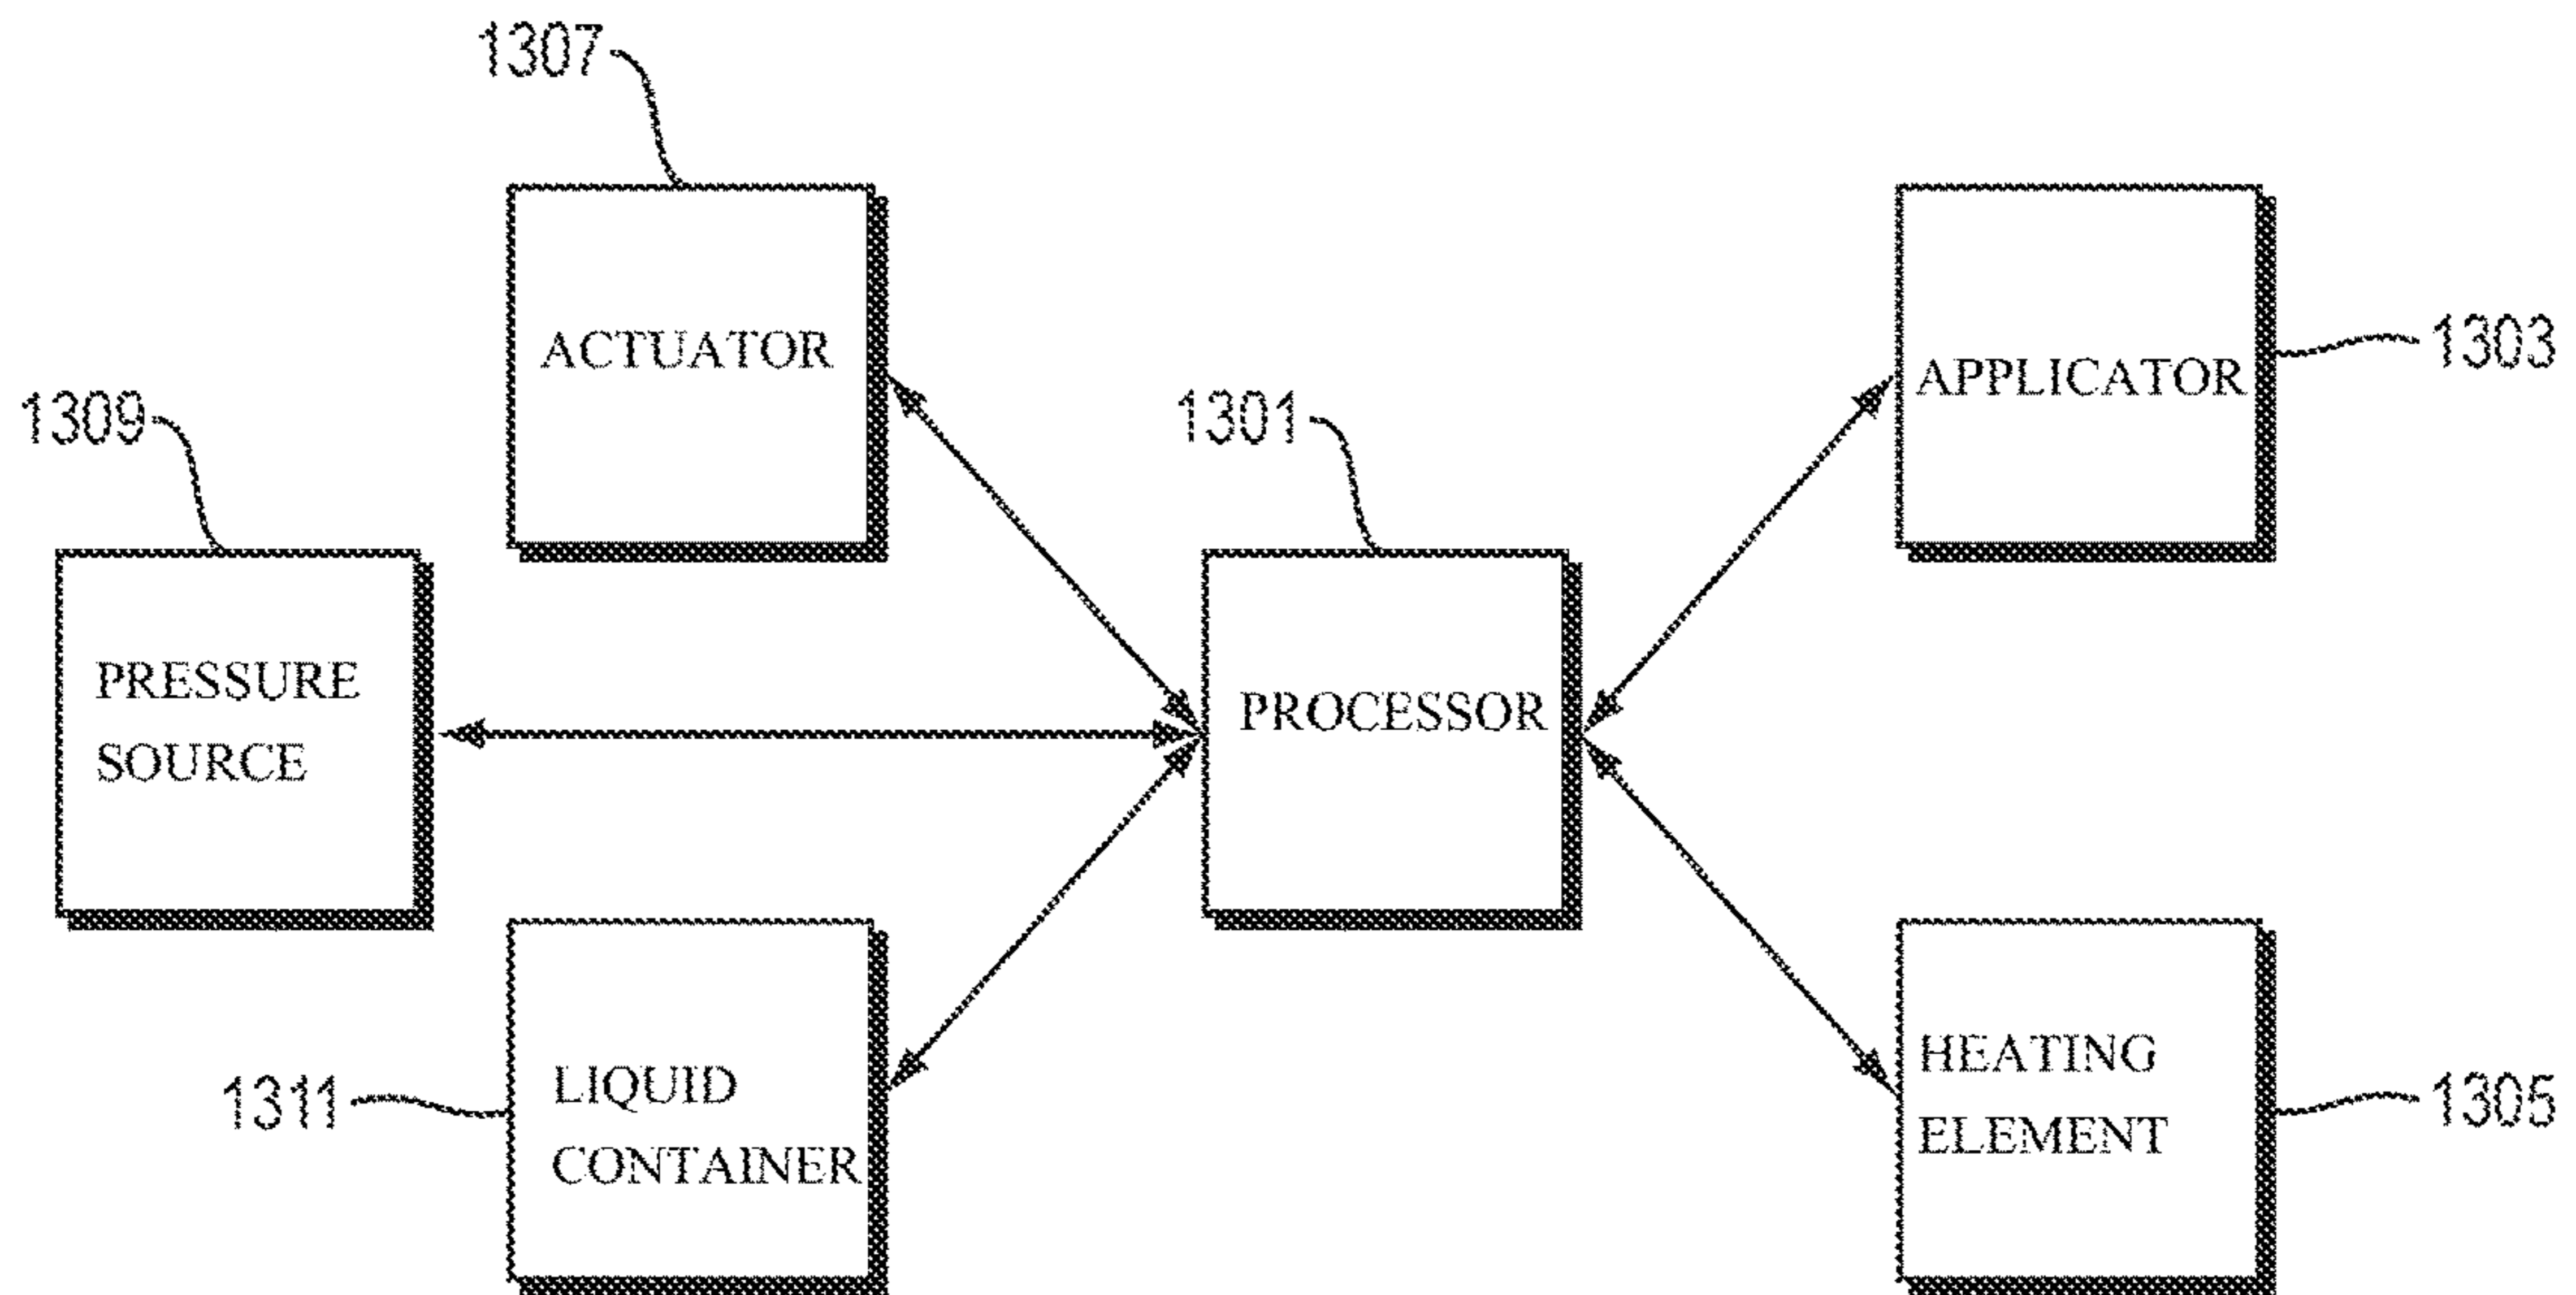 1307
ACTUATOR
1303
APPLICATOR
1309
PRESSURE
SOURCE
1301
PROCESSOR
1311
LIQUID
CONTAINER
HEATING
ELEMENT
1305